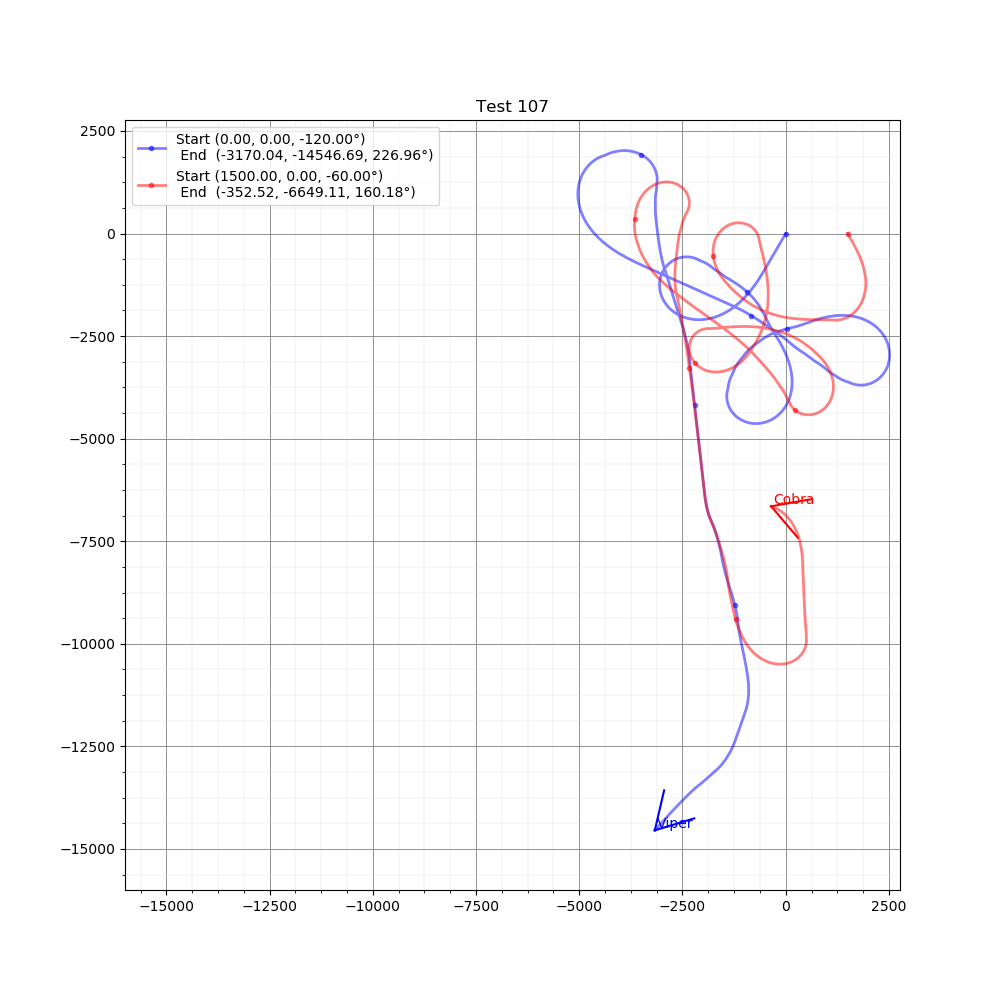 Test 107
Start (0.00, 0.00, -120.00°)
End  (-3170.04, -14546.69, 226.96°)
Start (1500.00, 0.00, -60.00°)
End  (-352.52, -6649.11, 160.18°)
2500
0
−2500
−5000
−7500
−10000
−12500
−15000
Cobra
Viper
−15000 −12500 −10000 −7500 −5000 −2500 0 2500